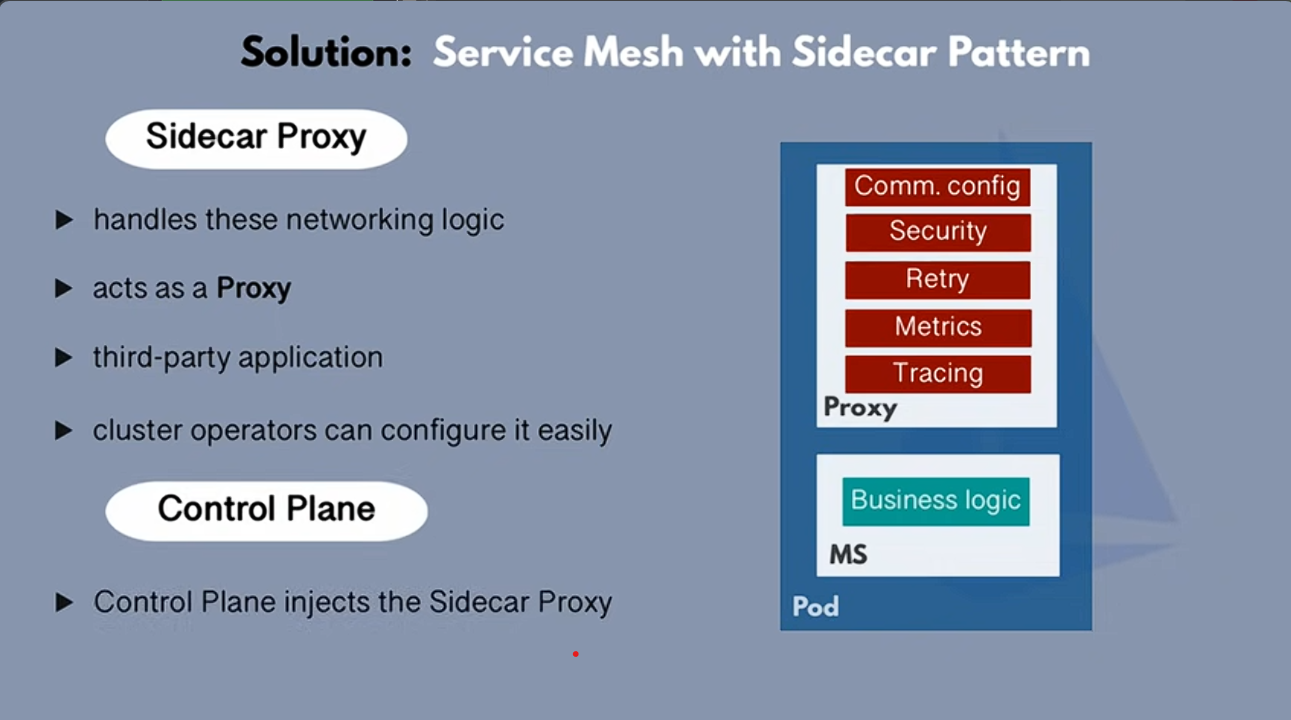 Solution: Service Mesh with Sidecar Pattern
Sidecar Proxy
handles these networking logic
acts as a Proxy
third-party application
cluster operators can configure it easily
Control Plane
Control Plane injects the Sidecar Proxy
Comm. config
Security
Retry
Metrics
Tracing
Proxy
Business logic
MS
Pod